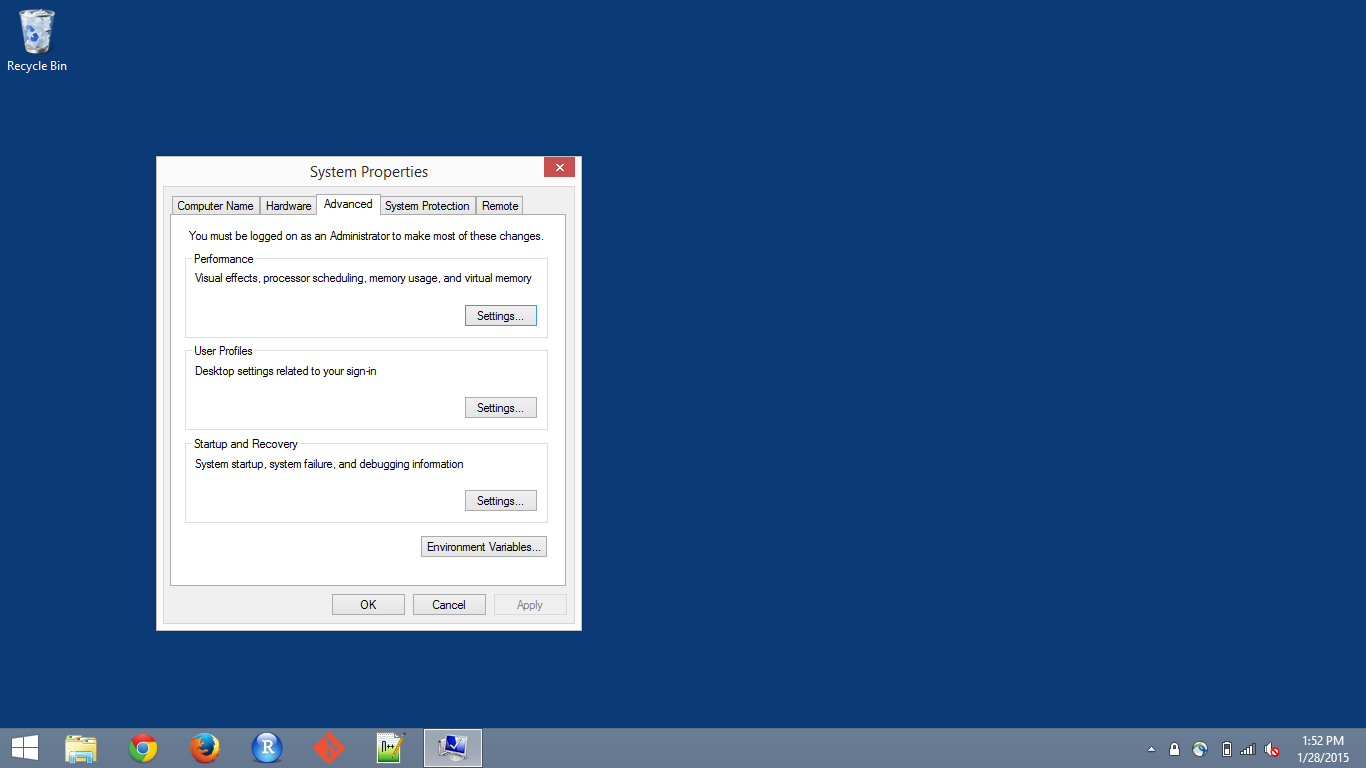 Recycle Bin
System Properties
Computer Name
Hardware
Advanced
System Protection
Remote
You must be logged on as an Administrator to make most of these changes.
Performance
Visual effects, processor scheduling, memory usage, and virtual memory
Settings...
User Profiles
Desktop settings related to your sign-in
Settings...
Startup and Recovery
System startup, system failure, and debugging information
Settings...
Environment Variables...
OK
Cancel
Apply
R
n++
1:52 PM
1/28/2015